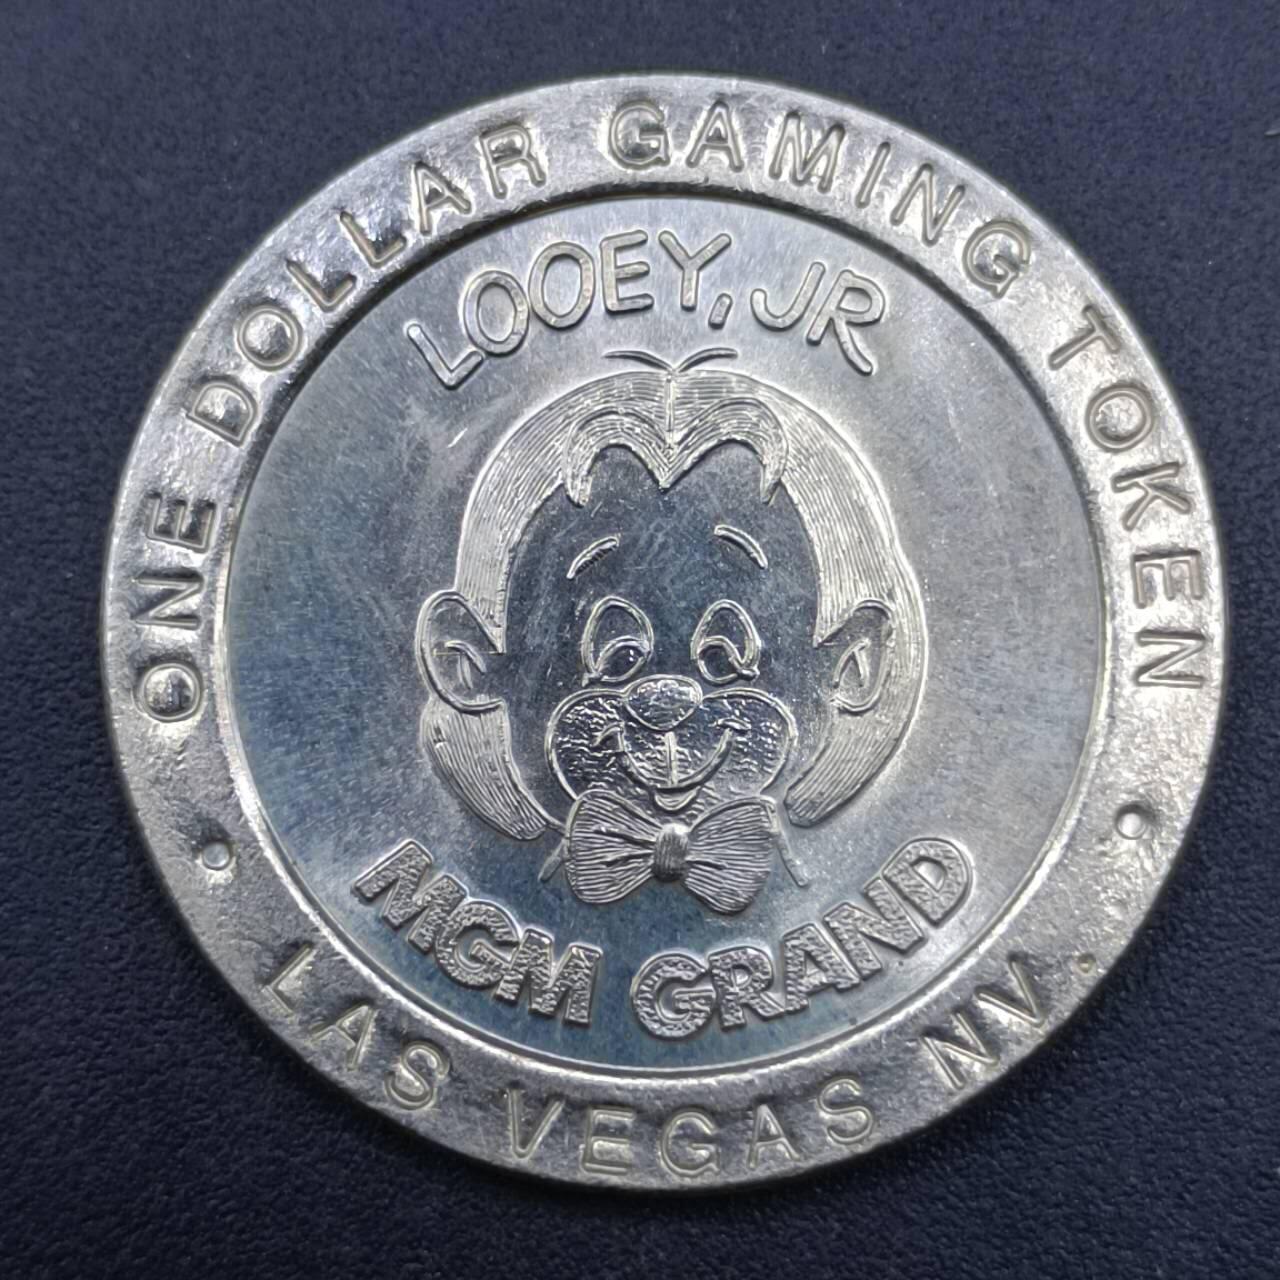 ONE DOLLAR GAMING TOKEN
LOOEY, JR
MGM GRAND
• LAS VEGAS NV. •